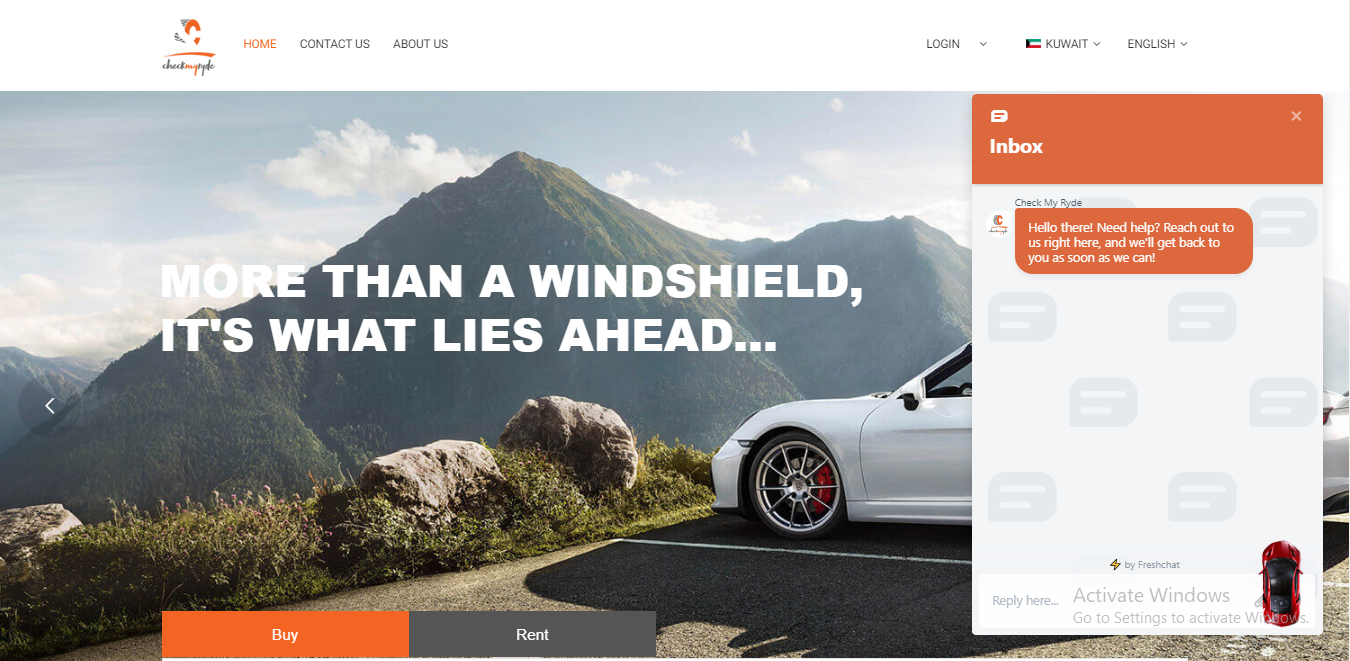 checkmyryde
HOME
CONTACT US
ABOUT US
LOGIN
KUWAIT
ENGLISH
MORE THAN A WINDSHIELD,
IT'S WHAT LIES AHEAD...
Buy
Rent
Inbox
Check My Ryde
Hello there! Need help? Reach out to
us right here, and we'll get back to
you as soon as we can!
by Freshchat
Reply here...
Activate Windows
Go to Settings to activate Windows.